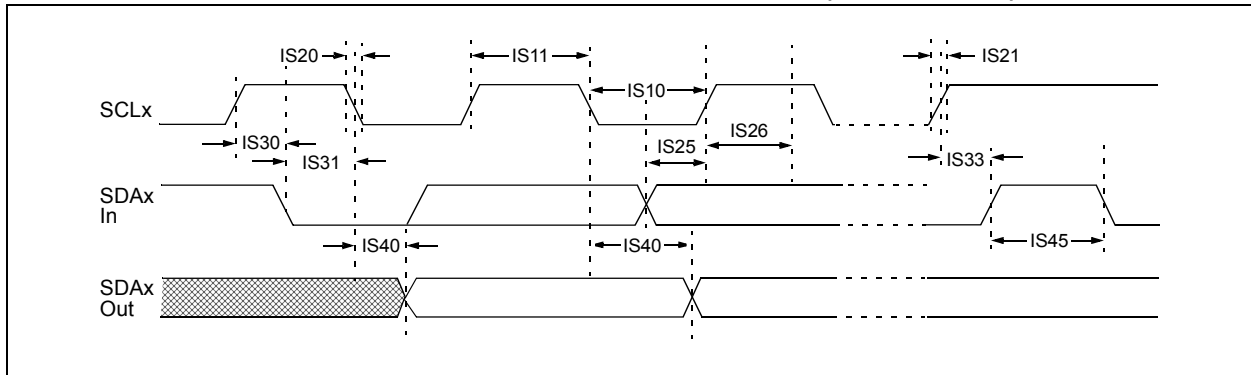 IS20
IS11
IS21
IS10
SCLx
IS30
IS26
IS31
IS25
IS33
SDAx
In
IS40
IS40
IS45
SDAx
Out